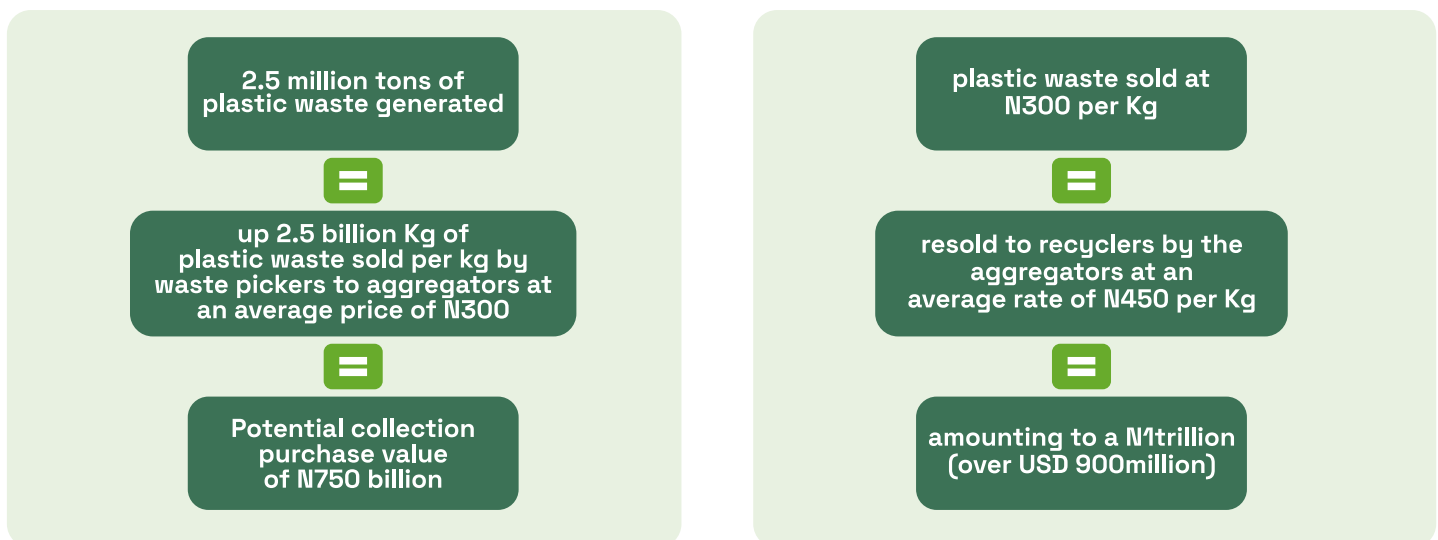 2.5 million tons of
plastic waste generated
=
up 2.5 billion Kg of
plastic waste sold per kg by
waste pickers to aggregators at
an average price of N300
=
Potential collection
purchase value
of N750 billion
plastic waste sold at
N300 per Kg
=
resold to recyclers by the
aggregators at an
average rate of N450 per Kg
=
amounting to a N1trillion
(over USD 900million)